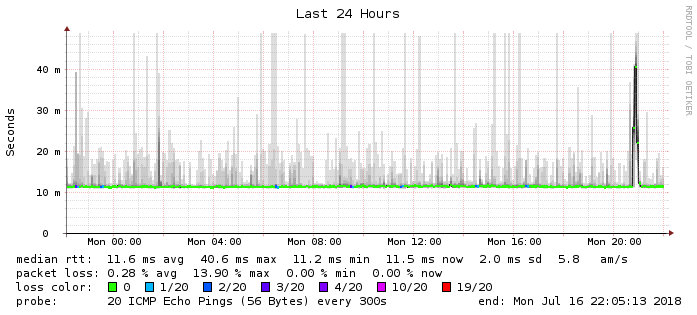 Last 24 Hours
RRDTOOL / TOBI OETIKER
Seconds
40 m
30 m
20 m
10 m
0
Mon 00:00 Mon 04:00 Mon 08:00 Mon 12:00 Mon 16:00 Mon 20:00
median rtt: 11.6 ms avg 40.6 ms max 11.2 ms min 11.5 ms now 2.0 ms sd 5.8 am/s
packet loss: 0.28 % avg 13.90 % max 0.00 % min 0.00 % now
loss color: 0 1/20 2/20 3/20 4/20 10/20 19/20
probe: 20 ICMP Echo Pings (56 Bytes) every 300s end: Mon Jul 16 22:05:13 2018